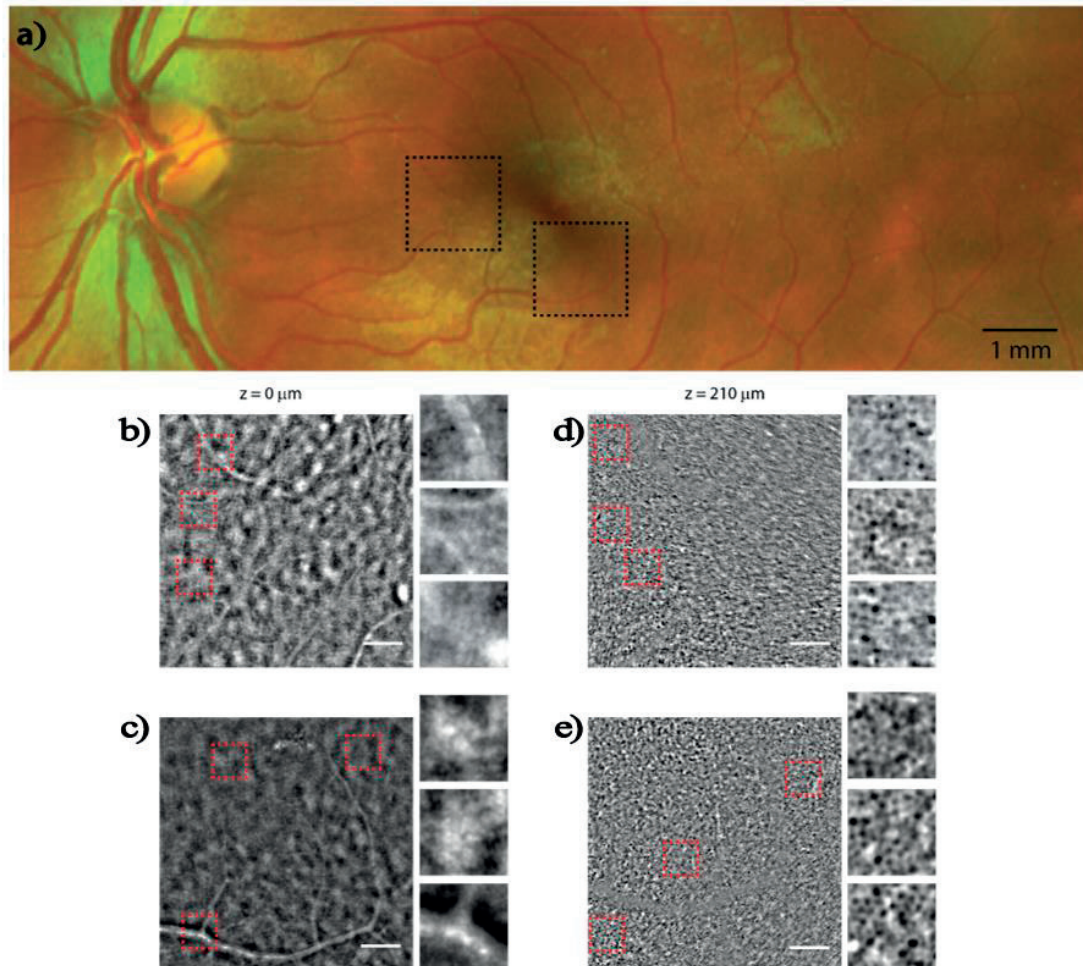 a)
1 mm
z = 0 μm
z = 210 μm
b)
d)
c)
e)